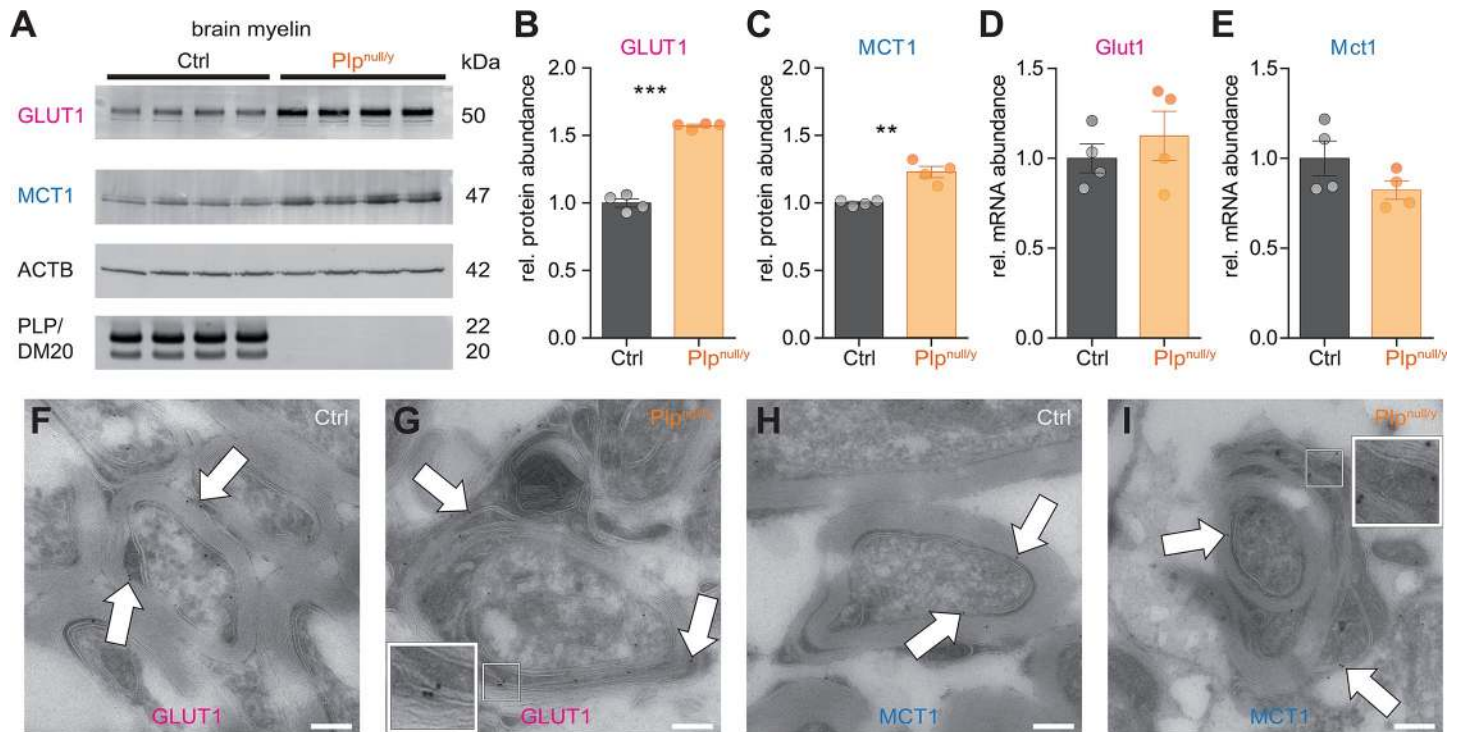 A
brain myelin
Ctrl
Plp^null/y
kDa
GLUT1
50
MCT1
47
ACTB
42
PLP/
DM20
22
20
B
GLUT1
rel. protein abundance
2.0
1.5
1.0
0.5
0.0
***
Ctrl
Plp^null/y
C
MCT1
rel. protein abundance
2.0
1.5
1.0
0.5
0.0
**
Ctrl
Plp^null/y
D
Glut1
rel. mRNA abundance
1.5
1.0
0.5
0.0
Ctrl
Plp^null/y
E
Mct1
rel. mRNA abundance
1.5
1.0
0.5
0.0
Ctrl
Plp^null/y
F
Ctrl
GLUT1
G
Plp^null/y
GLUT1
H
Ctrl
MCT1
I
Plp^null/y
MCT1